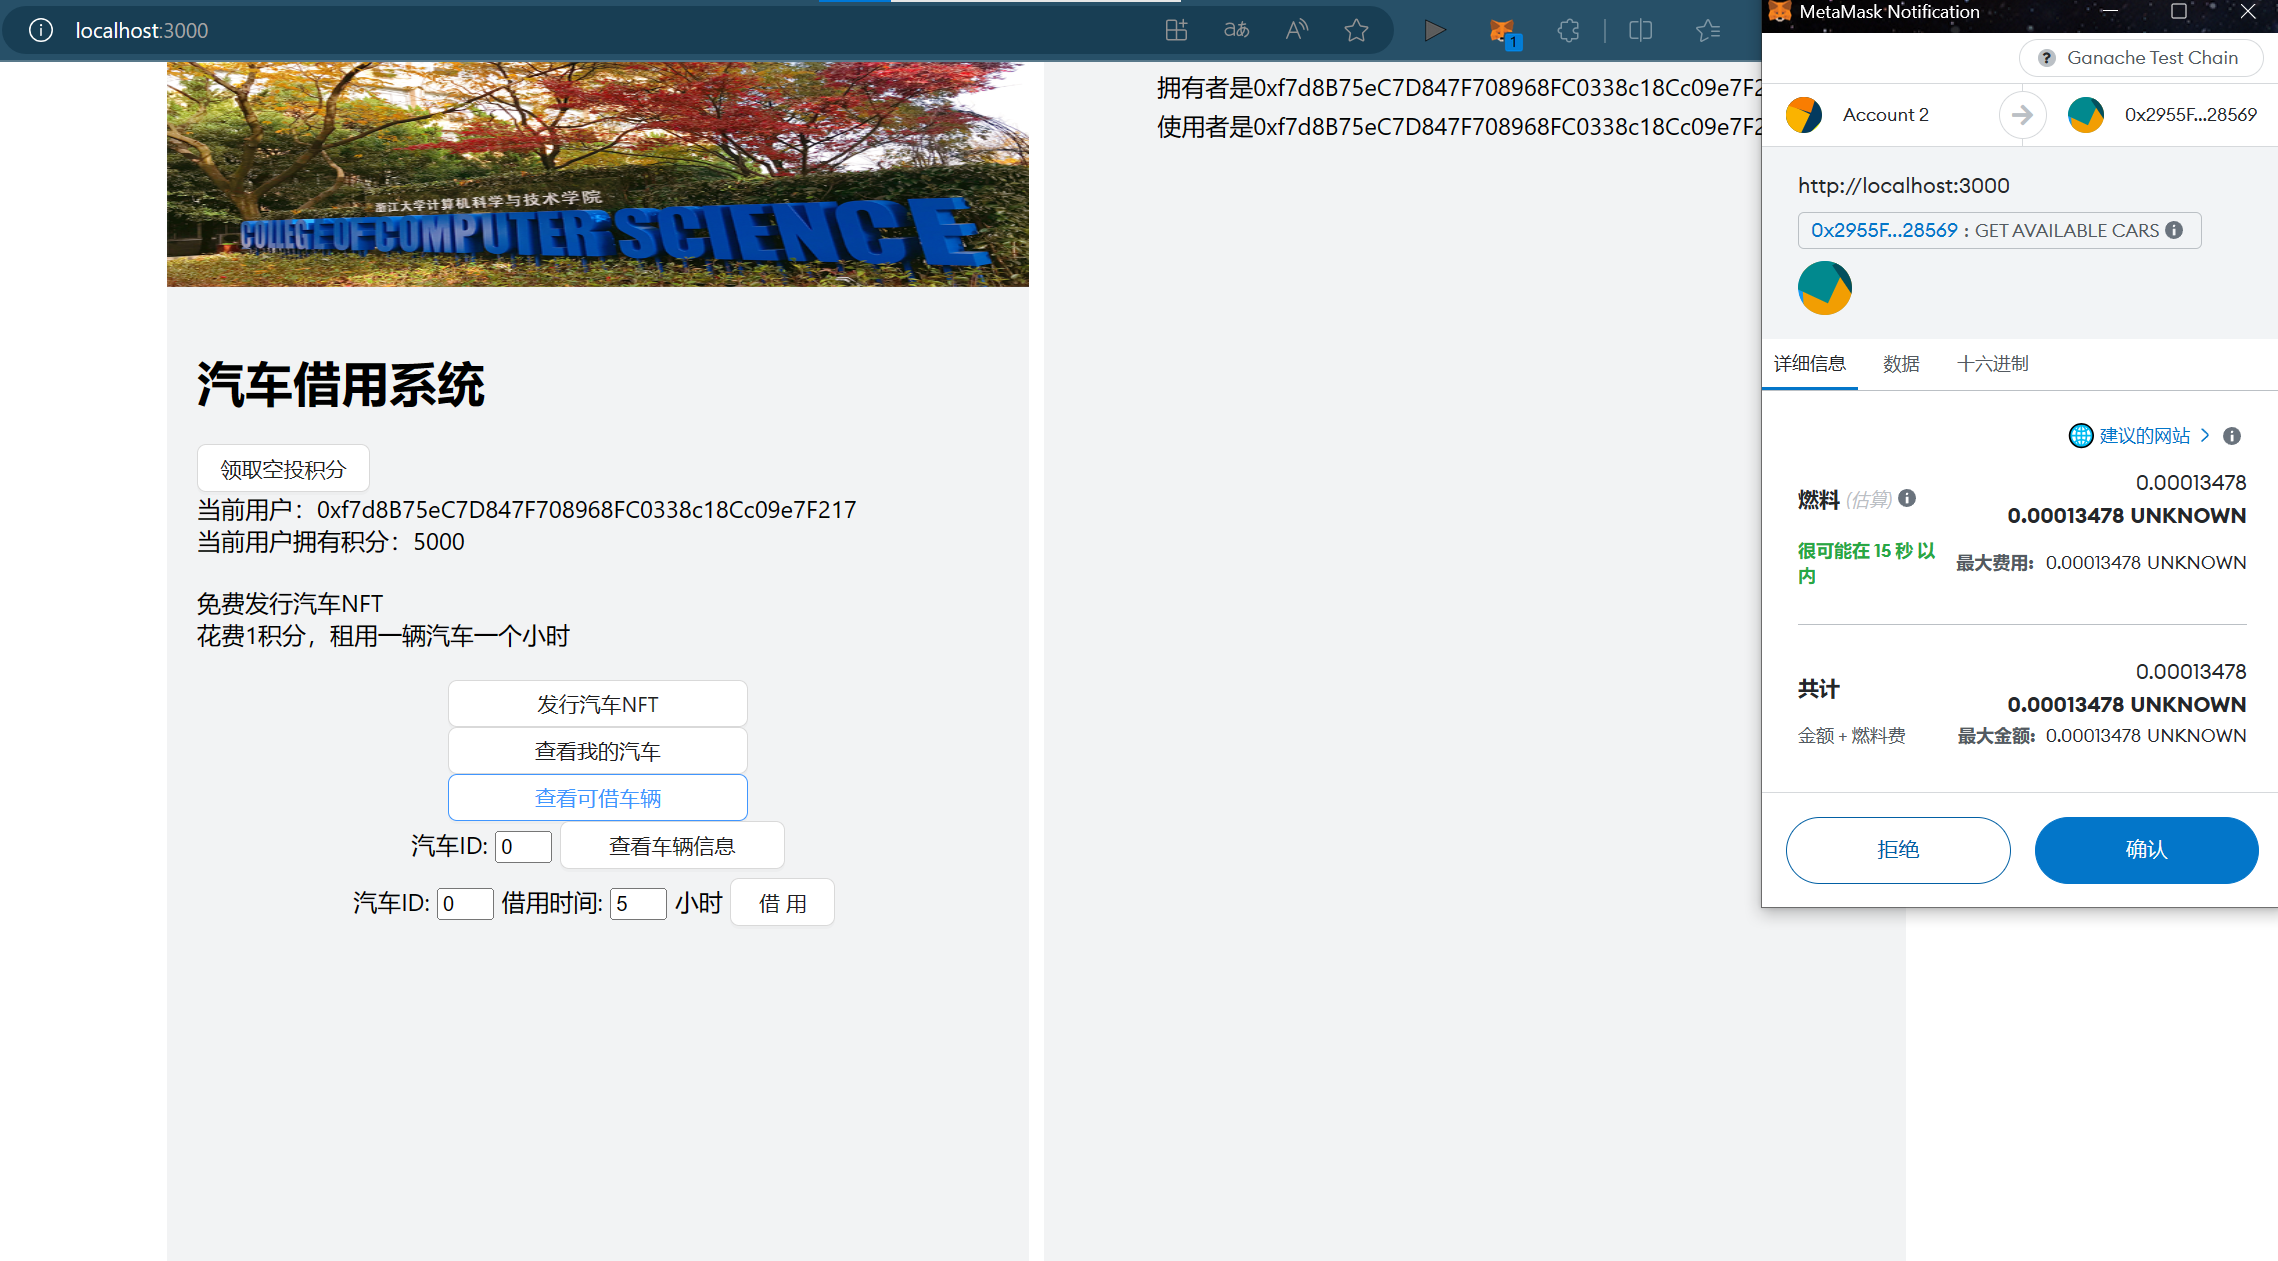 localhost:3000
浙江大学计算机科学与技术学院
COLLEGE OF COMPUTER SCIENCE
汽车借用系统
领取空投积分
当前用户：0xf7d8B75eC7D847F708968FC0338c18Cc09e7F217
当前用户拥有积分：5000
免费发行汽车NFT
花费1积分，租用一辆汽车一个小时
发行汽车NFT
查看我的汽车
查看可借车辆
汽车ID: 0 查看车辆信息
汽车ID: 0 借用时间: 5 小时 借 用
拥有者是0xf7d8B75eC7D847F708968FC0338c18Cc09e7F2
使用者是0xf7d8B75eC7D847F708968FC0338c18Cc09e7F2
1
MetaMask Notification
Ganache Test Chain
Account 2
0x2955F...28569
http://localhost:3000
0x2955F...28569 : GET AVAILABLE CARS
详细信息 数据 十六进制
建议的网站
燃料 (估算)
0.00013478
0.00013478 UNKNOWN
很可能在 15 秒 以内
最大费用: 0.00013478 UNKNOWN
共计
0.00013478
0.00013478 UNKNOWN
金额 + 燃料费
最大金额: 0.00013478 UNKNOWN
拒绝
确认